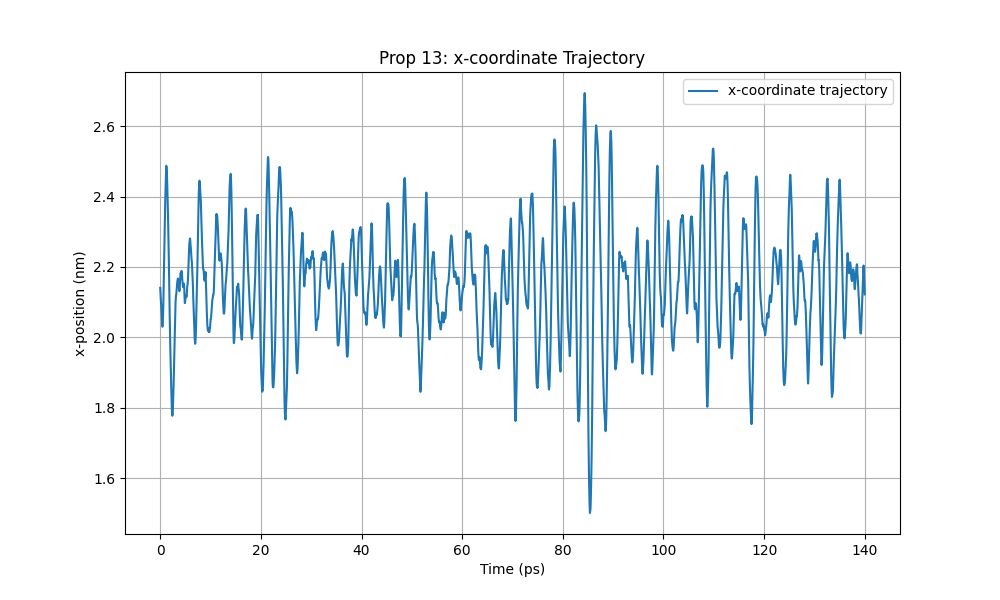 Prop 13: x-coordinate Trajectory
x-coordinate trajectory
x-position (nm)
2.6
2.4
2.2
2.0
1.8
1.6
0 20 40 60 80 100 120 140
Time (ps)